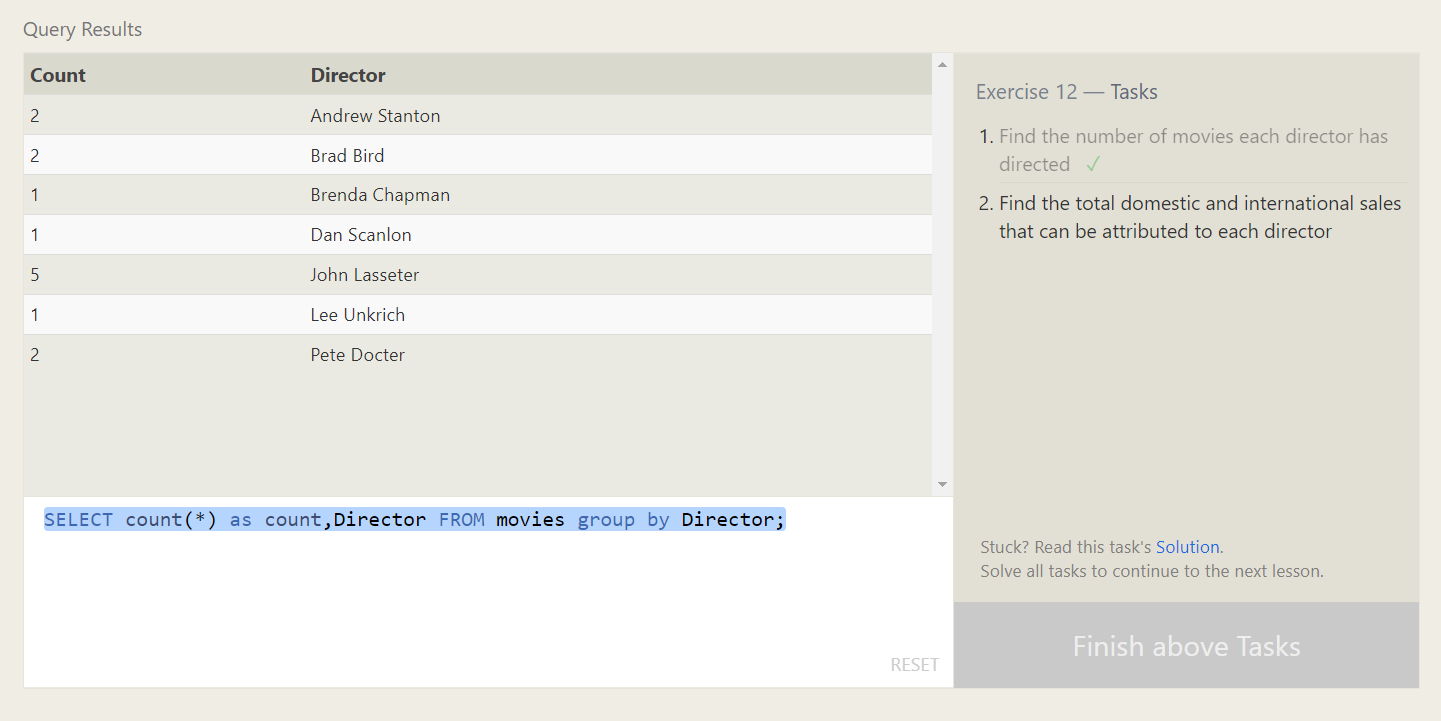 Query Results
Count Director
2 Andrew Stanton
2 Brad Bird
1 Brenda Chapman
1 Dan Scanlon
5 John Lasseter
1 Lee Unkrich
2 Pete Docter
SELECT count(*) as count,Director FROM movies group by Director;
RESET
Exercise 12 — Tasks
1. Find the number of movies each director has
directed ✓
2. Find the total domestic and international sales
that can be attributed to each director
Stuck? Read this task's Solution.
Solve all tasks to continue to the next lesson.
Finish above Tasks